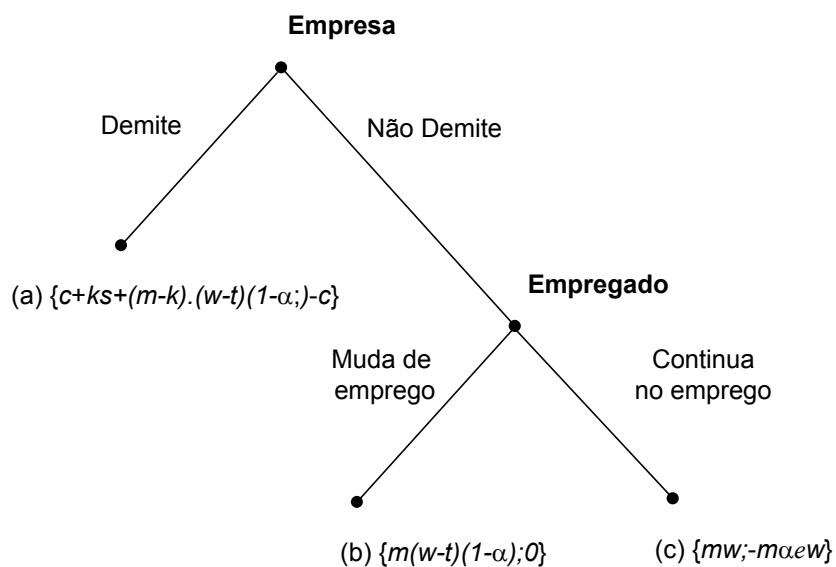 Empresa
Demite
Não Demite
(a) {c+ks+(m-k).(w-t)(1-α;)-c}
Empregado
Muda de
emprego
Continua
no emprego
(b) {m(w-t)(1-α);0}
(c) {mw;-mαew}